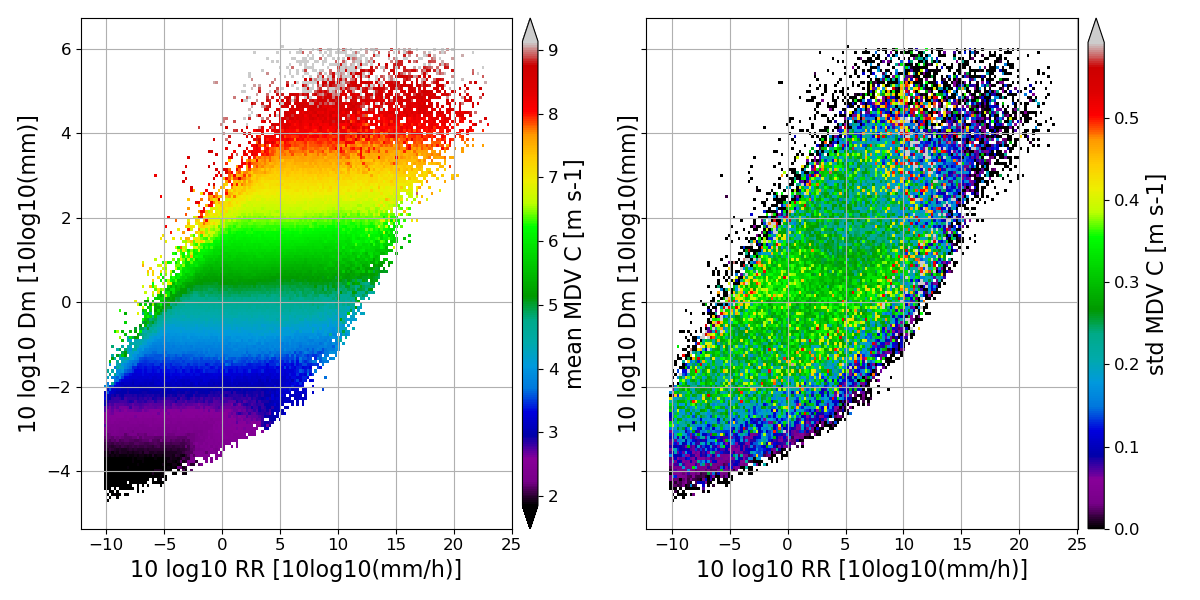 6
4
2
0
−2
−4
10 log10 Dm [10log10(mm)]
−10 −5 0 5 10 15 20 25
10 log10 RR [10log10(mm/h)]
9
8
7
6
5
4
3
2
mean MDV C [m s-1]
10 log10 Dm [10log10(mm)]
−10 −5 0 5 10 15 20 25
10 log10 RR [10log10(mm/h)]
0.5
0.4
0.3
0.2
0.1
0.0
std MDV C [m s-1]